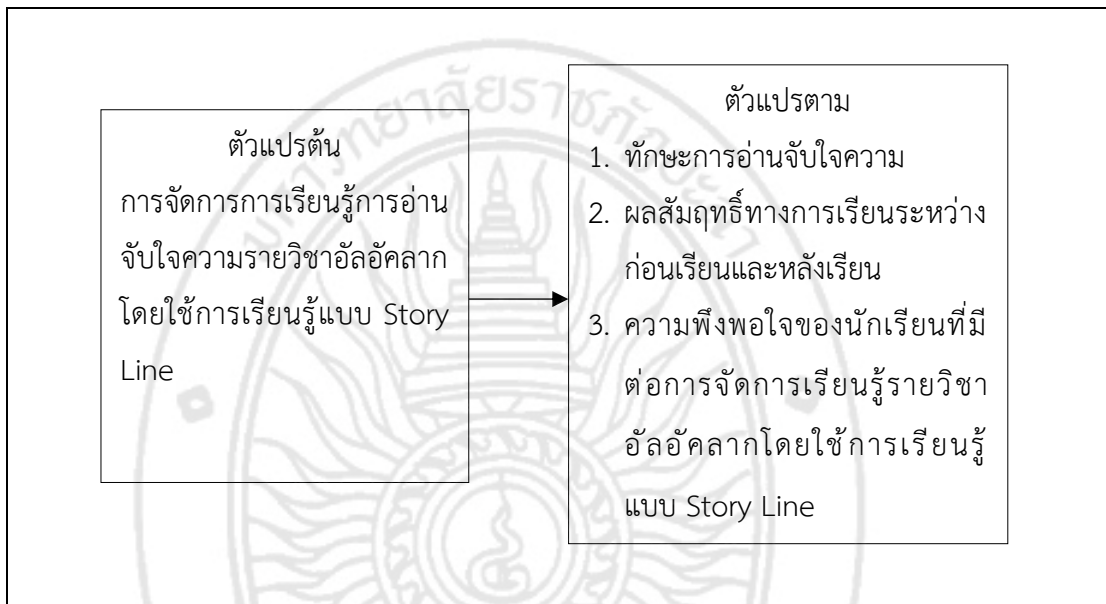 ตัวแปรต้น
การจัดการการเรียนรู้การอ่าน
จับใจความรายวิชาอัลอัคลาก
โดยใช้การเรียนรู้แบบ Story
Line
ตัวแปรตาม
1. ทักษะการอ่านจับใจความ
2. ผลสัมฤทธิ์ทางการเรียนระหว่าง
ก่อนเรียนและหลังเรียน
3. ความพึงพอใจของนักเรียนที่มี
ต่อการจัดการเรียนรู้รายวิชา
อัลอัคลากโดยใช้การเรียนรู้
แบบ Story Line